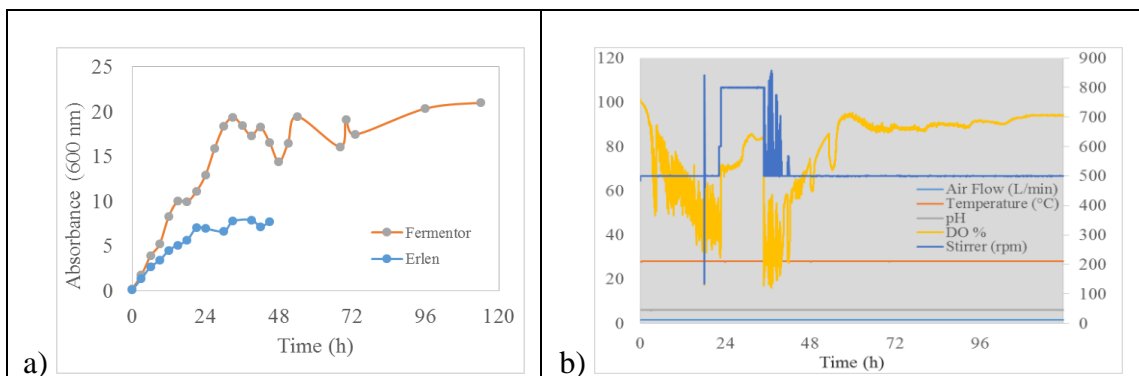 25
20
15
10
5
0
Absorbance (600 nm)
Fermentor
Erlen
0 24 48 72 96 120
Time (h)
a)
120
100
80
60
40
20
0
900
800
700
600
500
400
300
200
100
0
Air Flow (L/min)
Temperature (°C)
pH
DO %
Stirrer (rpm)
0 24 48 72 96
Time (h)
b)